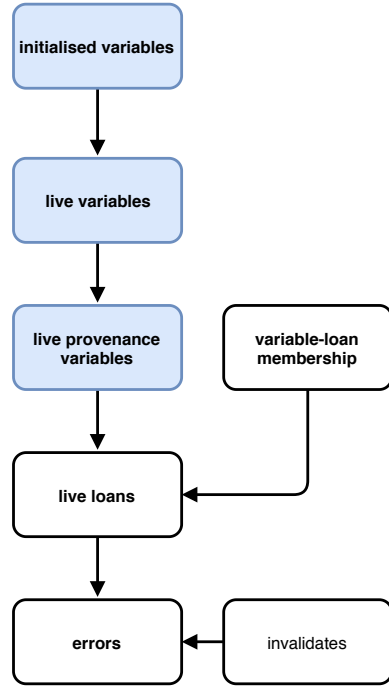 initialised variables
live variables
live provenance
variables
variable-loan
membership
live loans
errors
invalidates